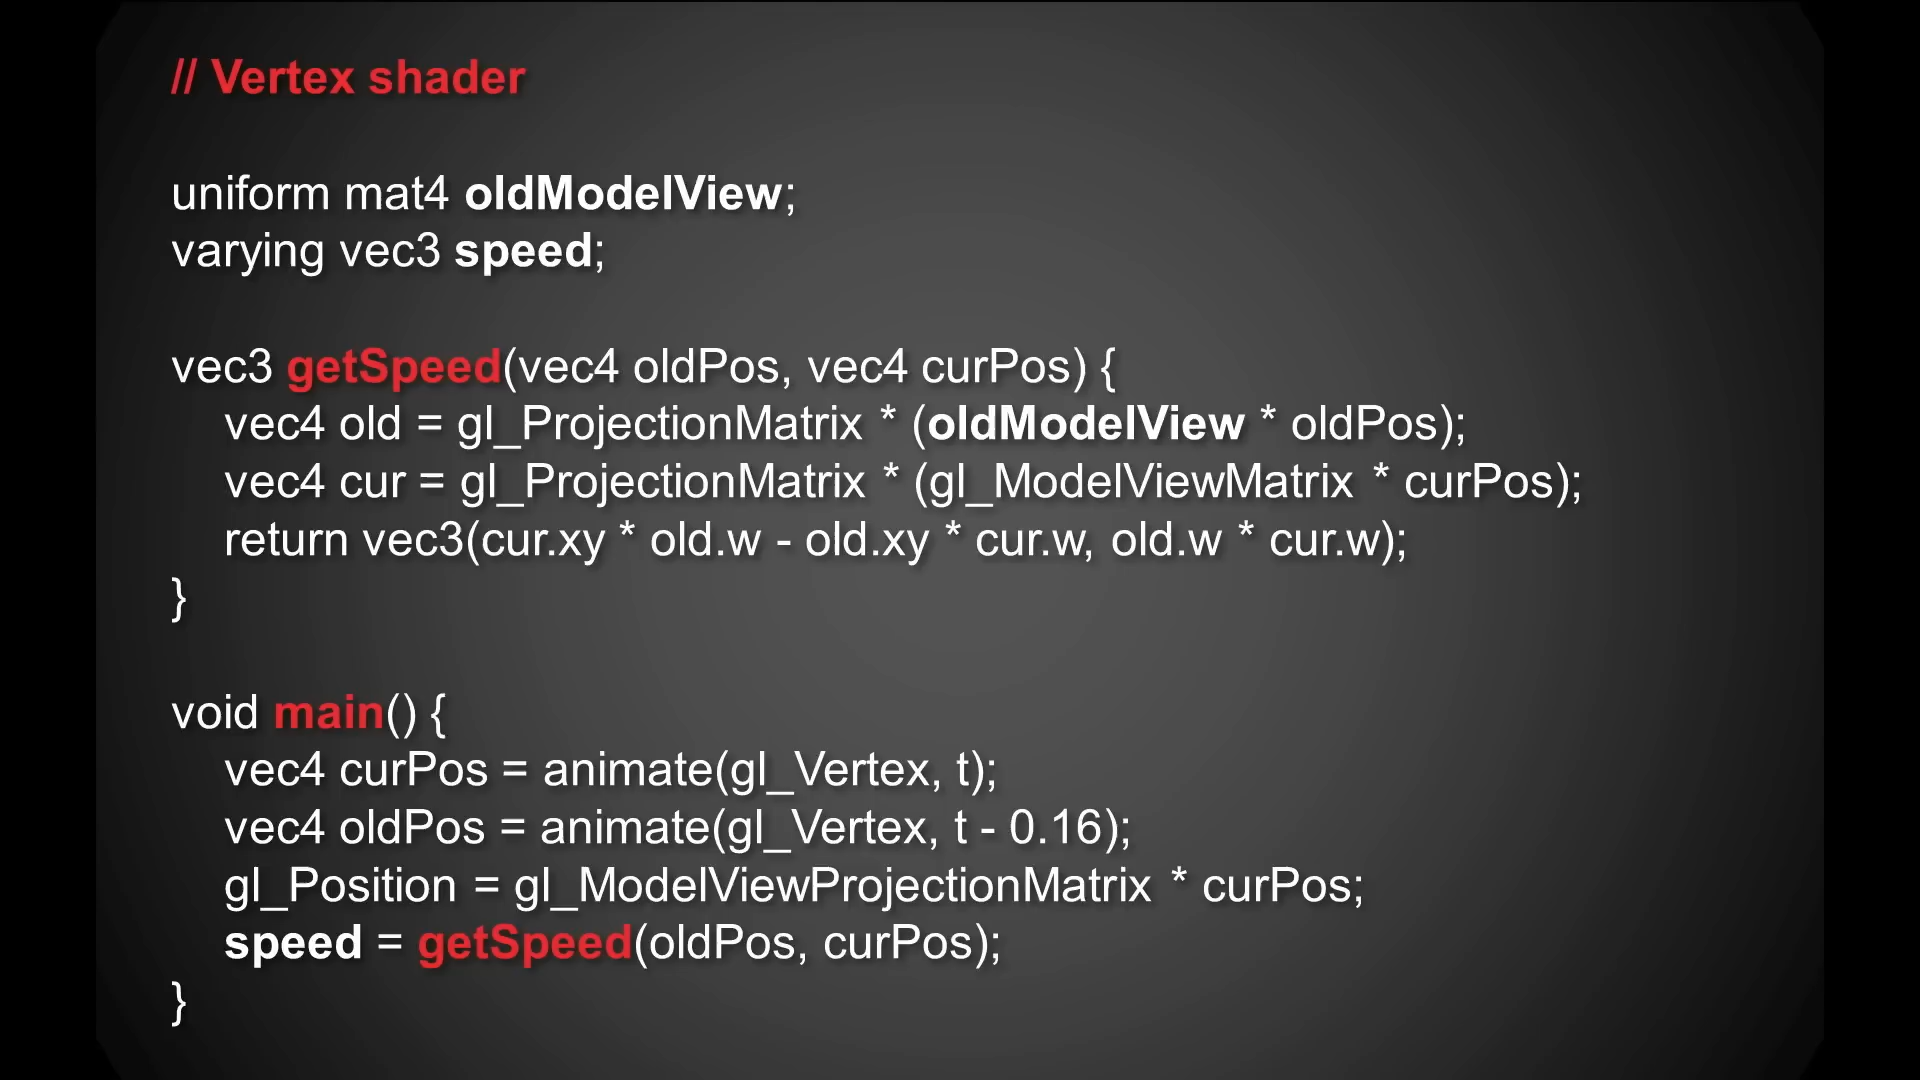 // Vertex shader
uniform mat4 oldModelView;
varying vec3 speed;
vec3 getSpeed(vec4 oldPos, vec4 curPos) {
vec4 old = gl_ProjectionMatrix * (oldModelView * oldPos);
vec4 cur = gl_ProjectionMatrix * (gl_ModelViewMatrix * curPos);
return vec3(cur.xy * old.w - old.xy * cur.w, old.w * cur.w);
}
void main() {
vec4 curPos = animate(gl_Vertex, t);
vec4 oldPos = animate(gl_Vertex, t - 0.16);
gl_Position = gl_ModelViewProjectionMatrix * curPos;
speed = getSpeed(oldPos, curPos);
}